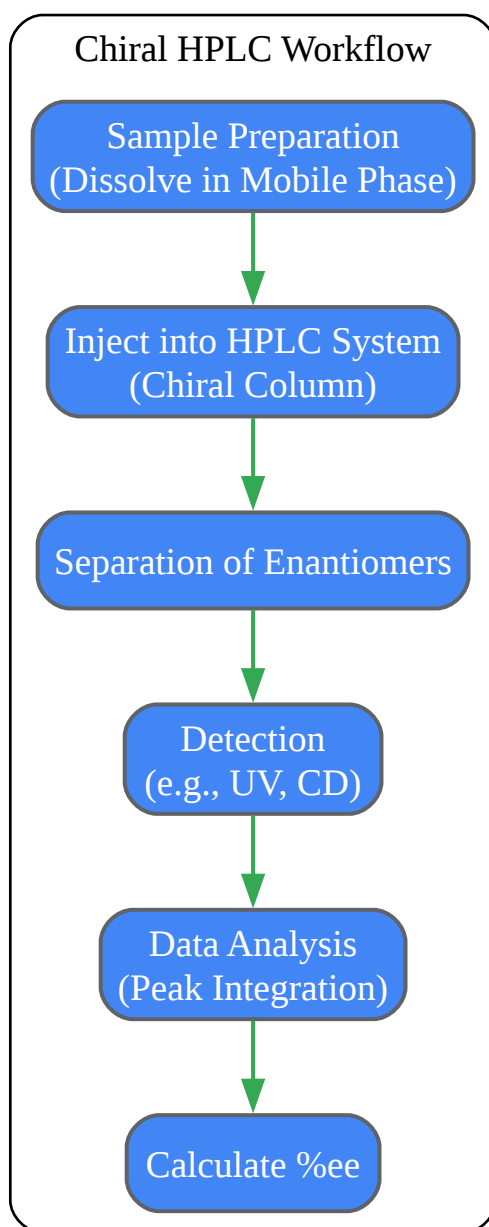 Chiral HPLC Workflow
Sample Preparation
(Dissolve in Mobile Phase)
Inject into HPLC System
(Chiral Column)
Separation of Enantiomers
Detection
(e.g., UV, CD)
Data Analysis
(Peak Integration)
Calculate %ee